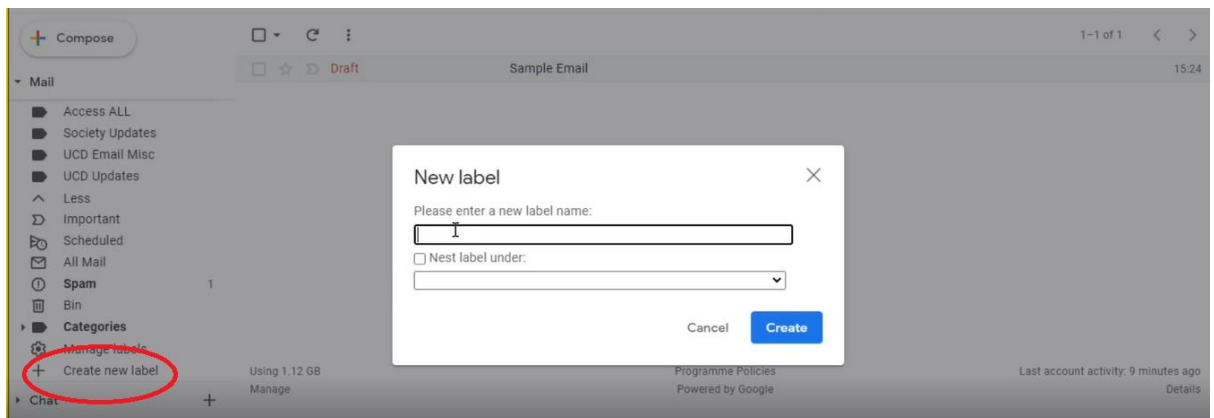 Compose
Mail
Access ALL
Society Updates
UCD Email Misc
UCD Updates
Less
Important
Scheduled
All Mail
Spam 1
Bin
Categories
Manage labels
Create new label
Chat
1–1 of 1
Draft Sample Email 15:24
New label
Please enter a new label name:
Nest label under:
Cancel Create
Using 1.12 GB
Manage
Programme Policies
Powered by Google
Last account activity: 9 minutes ago
Details